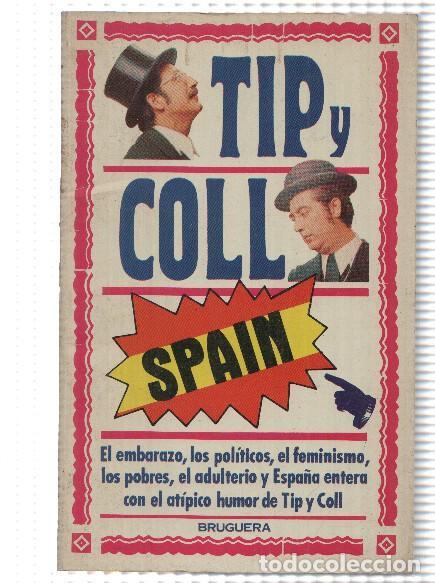 TIP y
COLL
SPAIN
El embarazo, los políticos, el feminismo,
los pobres, el adulterio y España entera
con el atípico humor de Tip y Coll
BRUGUERA
todocoleccion